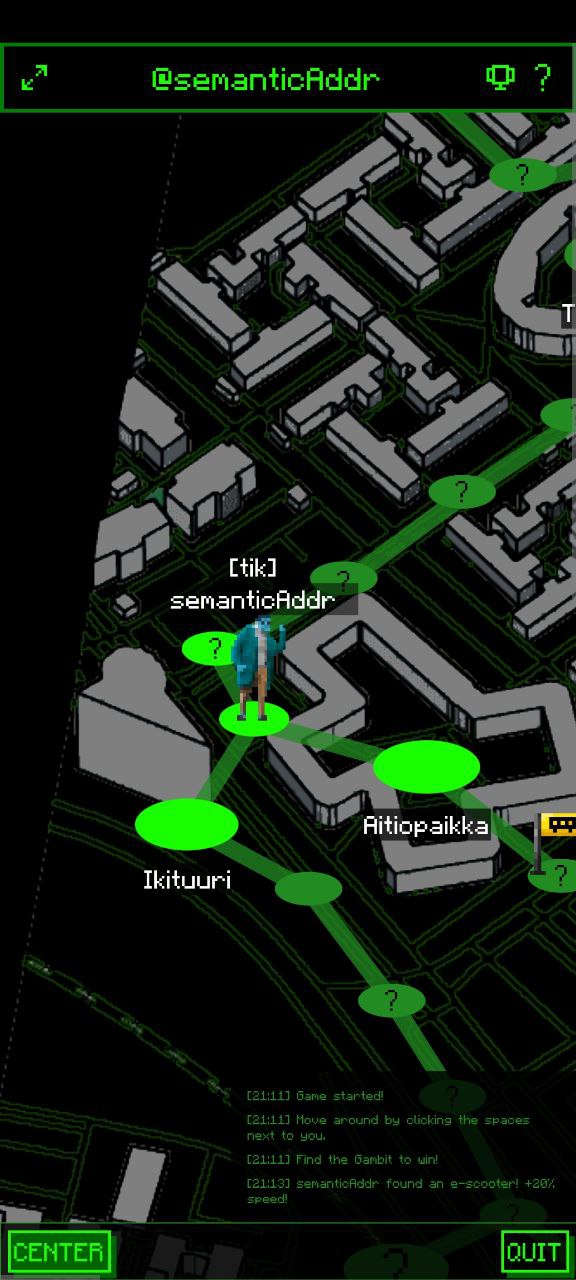 @semanticAddr ?
?
T
?
?
[tik]
semanticAddr
?
Aitiopaikka
Ikituuri
?
?
?
[21:11] Game started!
[21:11] Move around by clicking the spaces
next to you.
[21:11] Find the Gambit to win!
[21:13] semanticAddr found an e-scooter! +20%
speed!
?
?
CENTER
QUIT